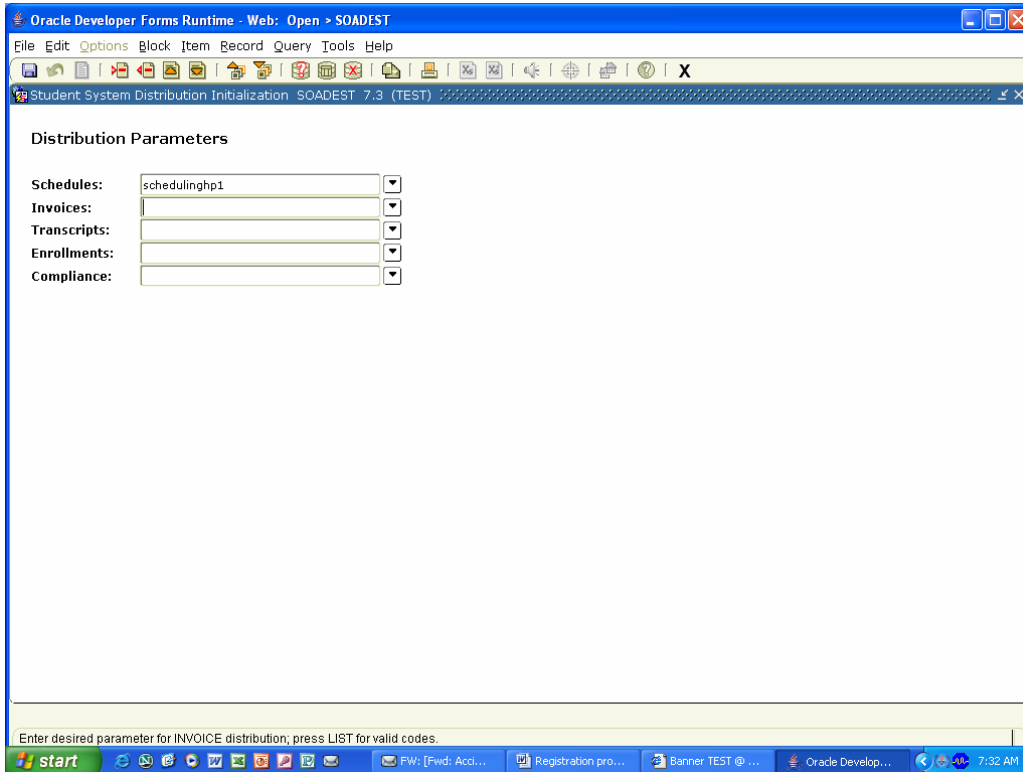 Oracle Developer Forms Runtime - Web: Open > SOADEST
File Edit Options Block Item Record Query Tools Help
X
Student System Distribution Initialization SOADEST 7.3 (TEST)
Distribution Parameters
Schedules: schedulinghp1
Invoices:
Transcripts:
Enrollments:
Compliance:
Enter desired parameter for INVOICE distribution; press LIST for valid codes.
start FW: [Fwd: Acci... Registration pro... Banner TEST @ ... Oracle Develop... 7:32 AM